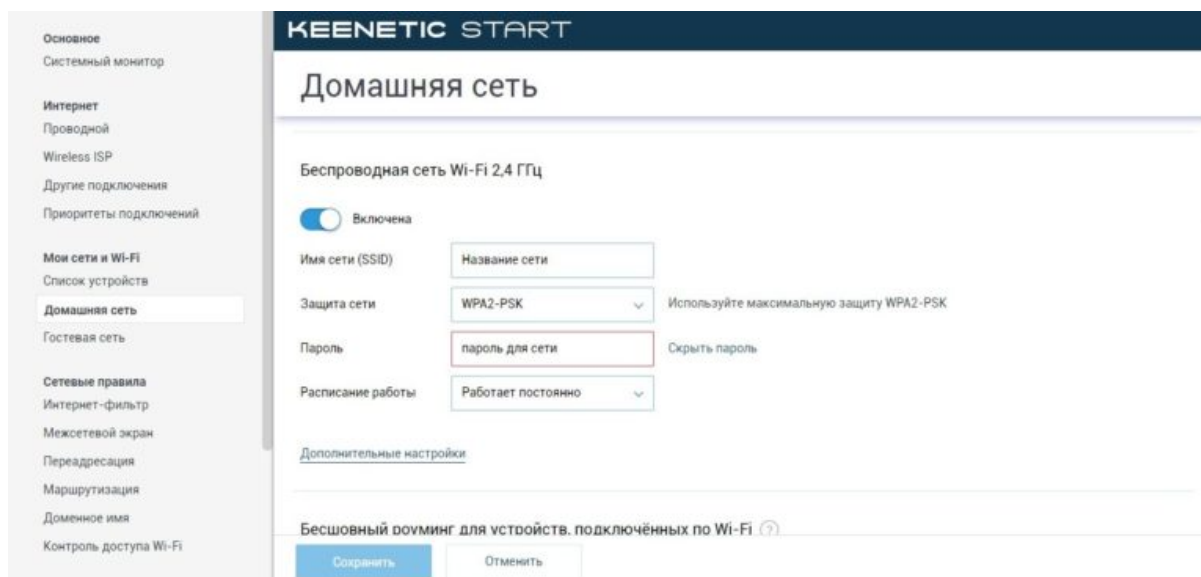 Основное
Системный монитор
Интернет
Проводной
Wireless ISP
Другие подключения
Приоритеты подключений
Мои сети и Wi-Fi
Список устройств
Домашняя сеть
Гостевая сеть
Сетевые правила
Интернет-фильтр
Межсетевой экран
Переадресация
Маршрутизация
Доменное имя
Контроль доступа Wi-Fi
KEENETIC START
Домашняя сеть
Беспроводная сеть Wi-Fi 2,4 ГГц
Включена
Имя сети (SSID) Название сети
Защита сети WPA2-PSK Используйте максимальную защиту WPA2-PSK
Пароль пароль для сети Скрыть пароль
Расписание работы Работает постоянно
Дополнительные настройки
Бесшовный роуминг для устройств, подключённых по Wi-Fi ?
Сохранить Отменить